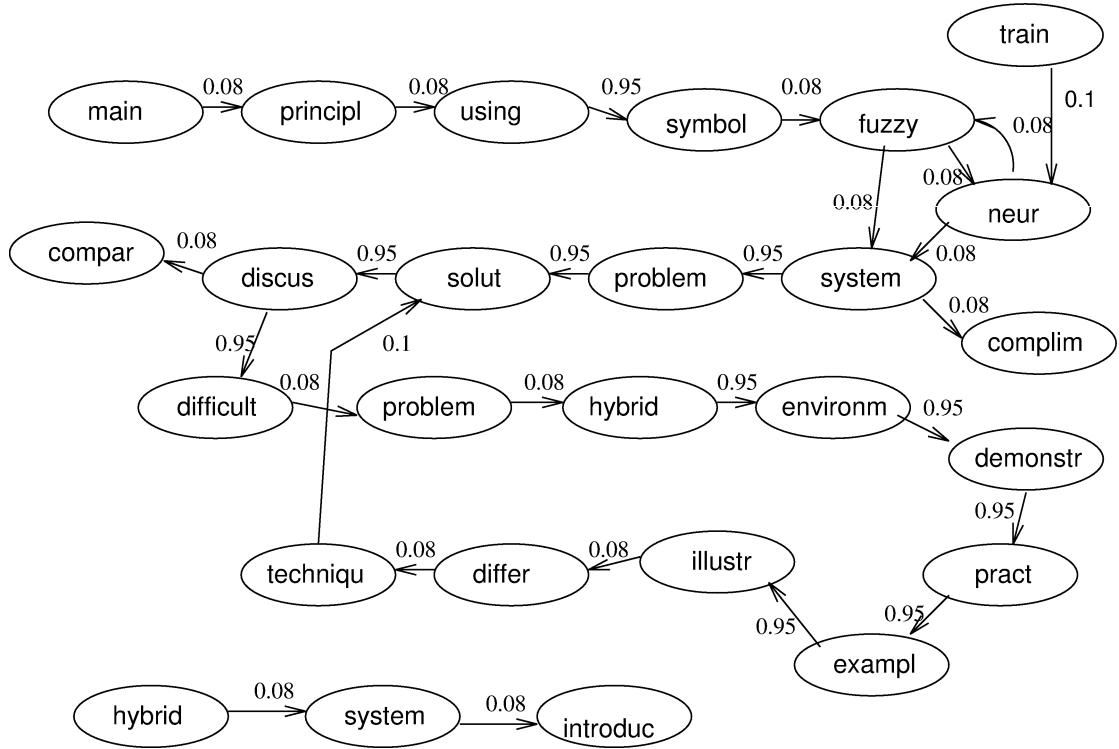 train
0.08 0.08 0.95 0.08
0.1
main principl using symbol fuzzy
0.08
0.08
0.08
neur
0.08 0.95 0.95 0.95 0.08
compar discus solut problem system
0.08
0.95 0.1 complim
0.08 0.08 0.95
difficult problem hybrid environm 0.95
demonstr
0.95
0.08 0.08 illustr
techniqu differ pract
0.95 0.95
exampl
0.08 0.08
hybrid system introduc